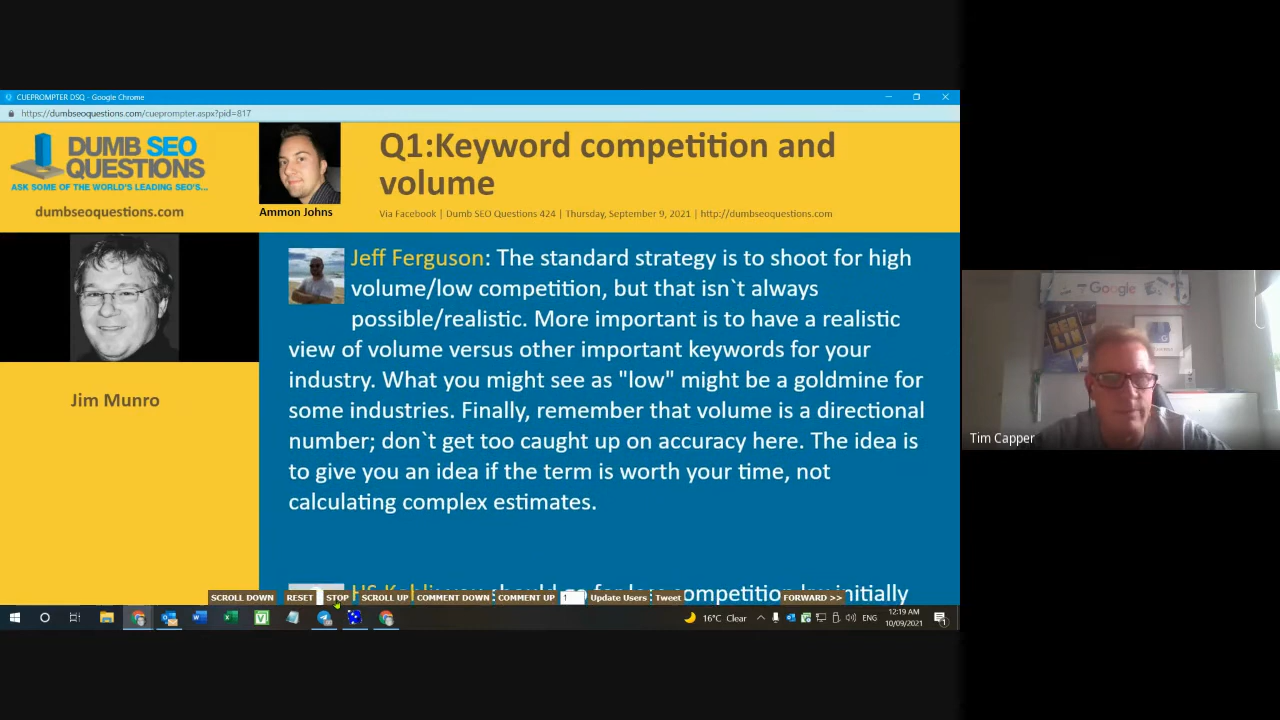 CUEPROMPTER DSQ - Google Chrome
https://dumbseoquestions.com/cueprompter.aspx?pid=817
DUMB SEO
QUESTIONS
ASK SOME OF THE WORLD'S LEADING SEO'S...
dumbseoquestions.com
Ammon Johns
Q1:Keyword competition and
volume
Via Facebook | Dumb SEO Questions 424 | Thursday, September 9, 2021 | http://dumbseoquestions.com
Jim Munro
Jeff Ferguson: The standard strategy is to shoot for high
volume/low competition, but that isn`t always
possible/realistic. More important is to have a realistic
view of volume versus other important keywords for your
industry. What you might see as "low" might be a goldmine for
some industries. Finally, remember that volume is a directional
number; don`t get too caught up on accuracy here. The idea is
to give you an idea if the term is worth your time, not
calculating complex estimates.
initially
SCROLL DOWN RESET STOP SCROLL UP COMMENT DOWN COMMENT UP 1 Update Users Tweet FORWARD >>
16°C Clear
ENG
12:19 AM
10/09/2021
Google
Tim Capper